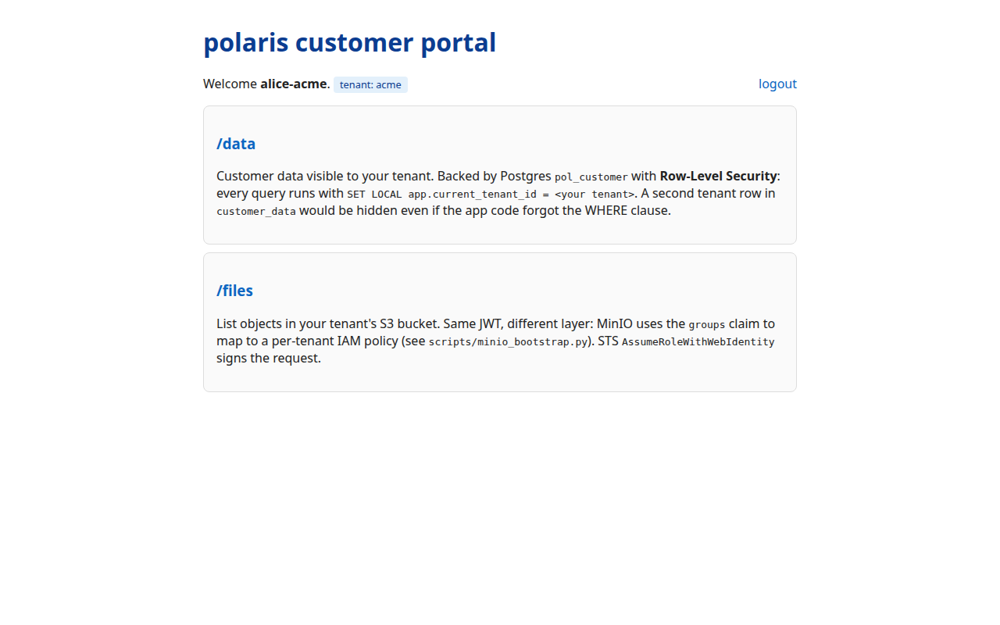 polaris customer portal
Welcome alice-acme. tenant: acme logout
/data
Customer data visible to your tenant. Backed by Postgres pol_customer with Row-Level Security:
every query runs with SET LOCAL app.current_tenant_id = <your tenant>. A second tenant row in
customer_data would be hidden even if the app code forgot the WHERE clause.
/files
List objects in your tenant's S3 bucket. Same JWT, different layer: MinIO uses the groups claim to
map to a per-tenant IAM policy (see scripts/minio_bootstrap.py). STS AssumeRoleWithWebIdentity
signs the request.